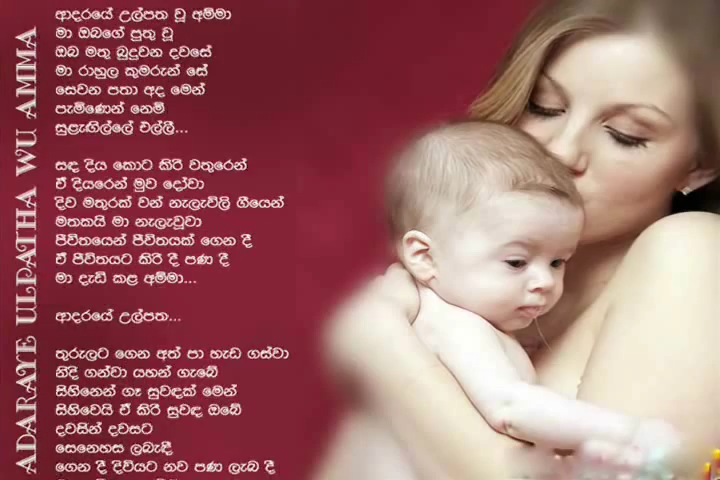 ADARAYE ULPATHA WU AMMA
ආදරයේ උල්පත වූ අම්මා
මා ඔබගේ පුතු වූ
ඔබ මතු බුදුවන දවසේ
මා රාහුල කුමරුන් සේ
සෙවන පතා අද මෙන්
පැමිණෙන් නෙම්
සුළැඟිල්ලේ එල්ලී...
සඳ දිය කොට කිරි වතුරෙන්
ඒ දියරෙන් මුව දෝවා
දිව මතුරක් වන් නැලැවිලි ගීයෙන්
මතකයි මා නැලැවූවා
ජීවිතයෙන් ජීවිතයක් ගෙන දී
ඒ ජීවිතයට කිරි දී පණ දී
මා දැඩි කළ අම්මා...
ආදරයේ උල්පත...
තුරුලට ගෙන අත් පා හැඩ ගස්වා
නිදි ගන්වා යහන් ගැබේ
සිහිනෙන් ගෑ සුවඳක් මෙන්
සිහිවෙයි ඒ කිරි සුවඳ ඔබේ
දවසින් දවසට
සෙනෙහස ලබැඳී
ගෙන දී දිවියට නව පණ ලැබ දී